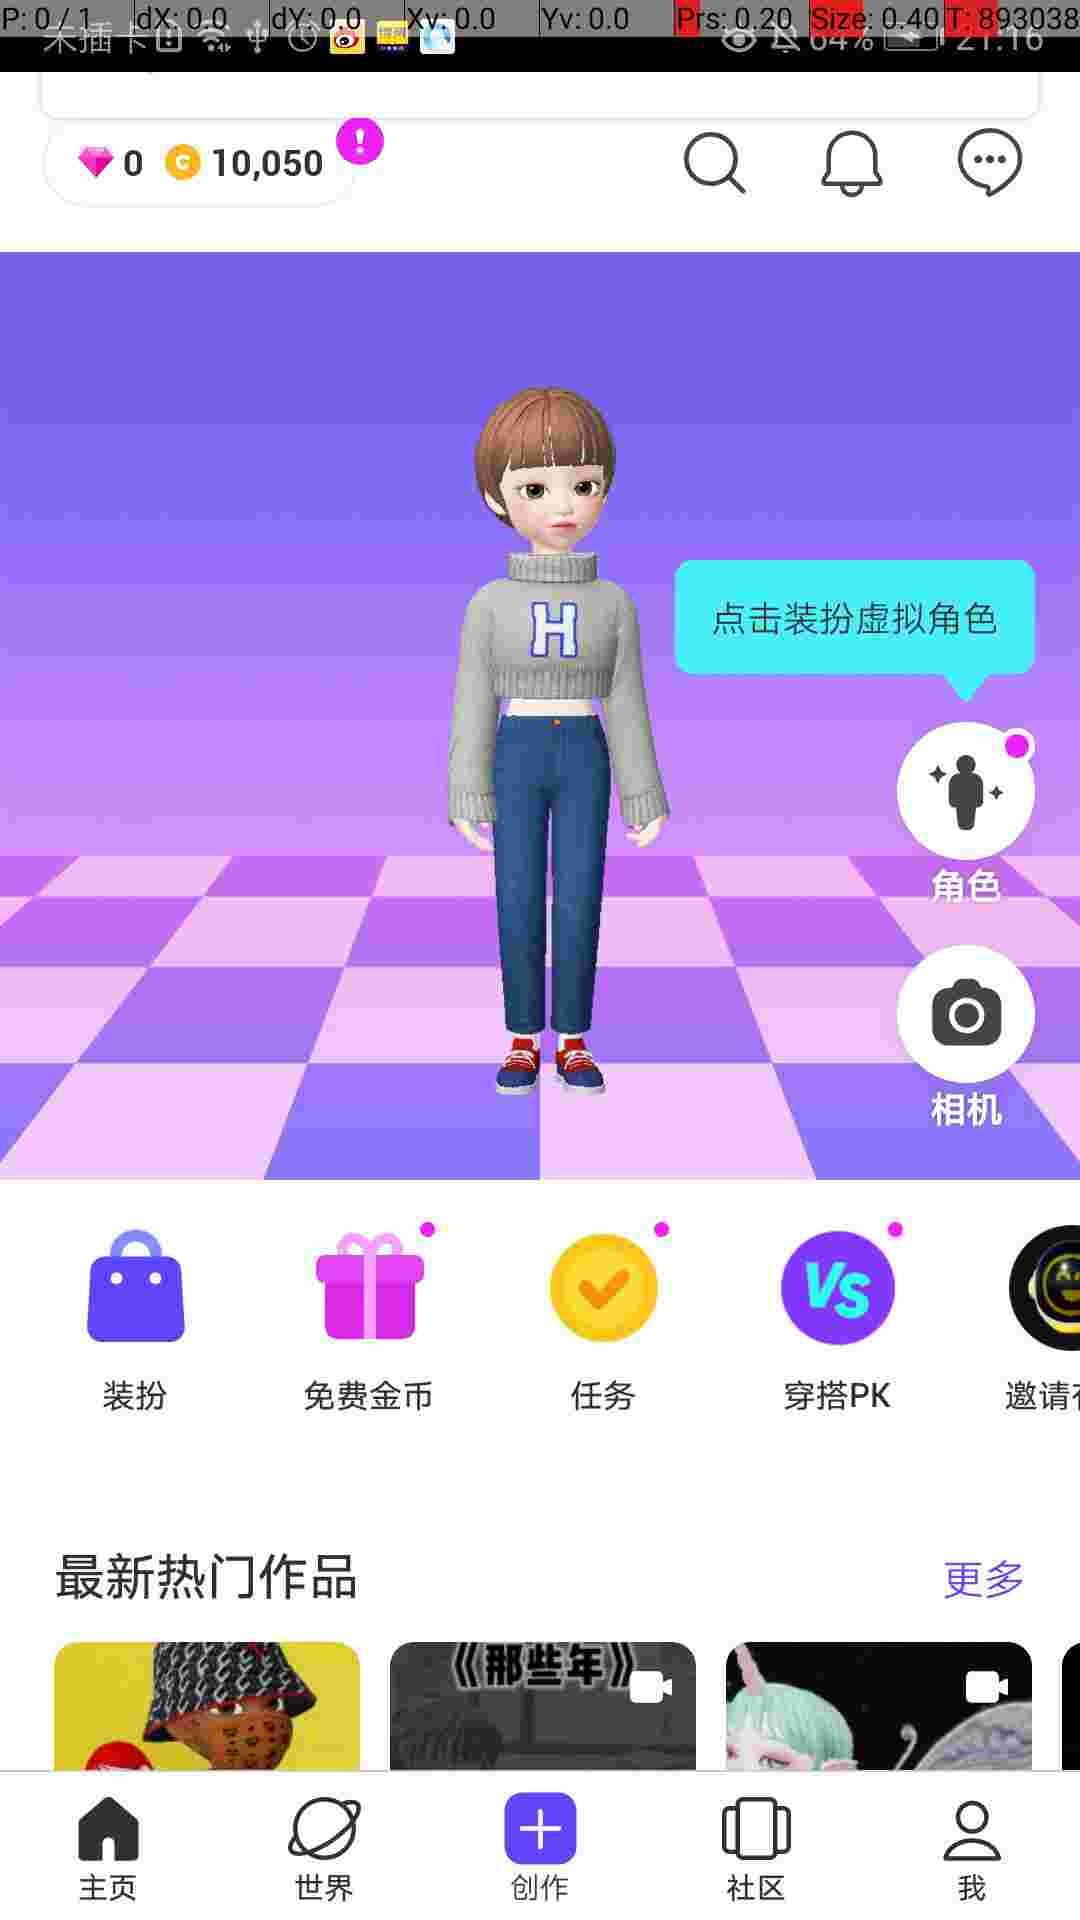 P: 0 / 1 dX: 0.0 dY: 0.0 Xv: 0.0 Yv: 0.0 Prs: 0.20 Size: 0.40 T: 893038
未插卡 64% 21:16
0 C 10,050 !
H
点击装扮虚拟角色
角色
相机
VS
装扮 免费金币 任务 穿搭PK 邀请
最新热门作品 更多
《那些年》
主页 世界 创作 社区 我